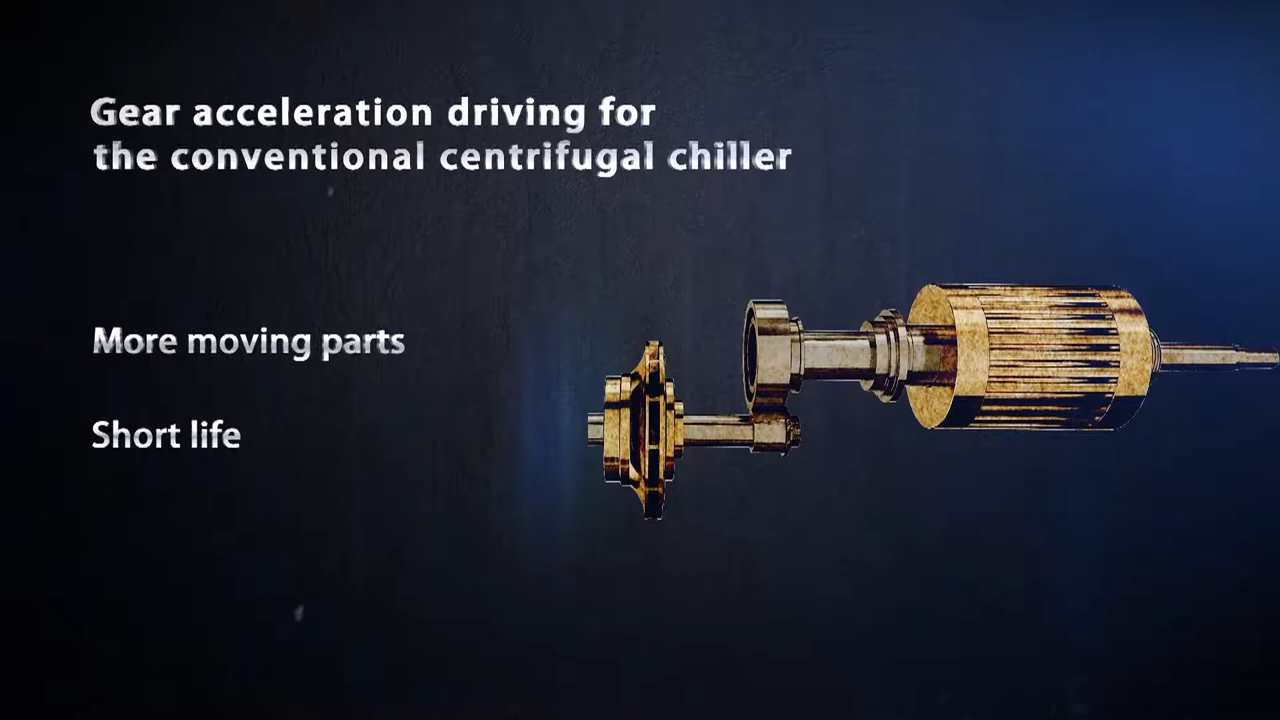 Gear acceleration driving for
the conventional centrifugal chiller
More moving parts
Short life